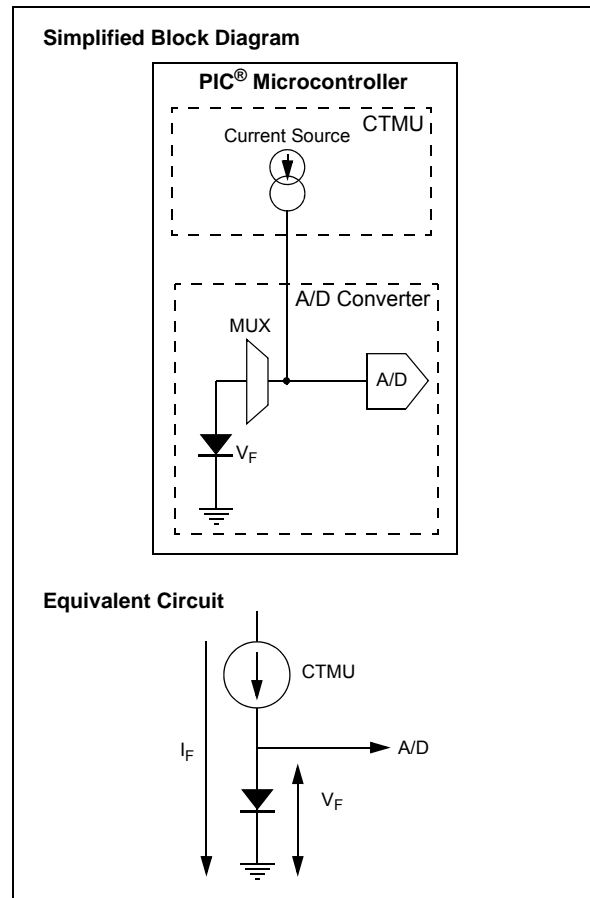 Simplified Block Diagram
PIC® Microcontroller
CTMU
Current Source
A/D Converter
MUX
A/D
VF
Equivalent Circuit
CTMU
IF
A/D
VF